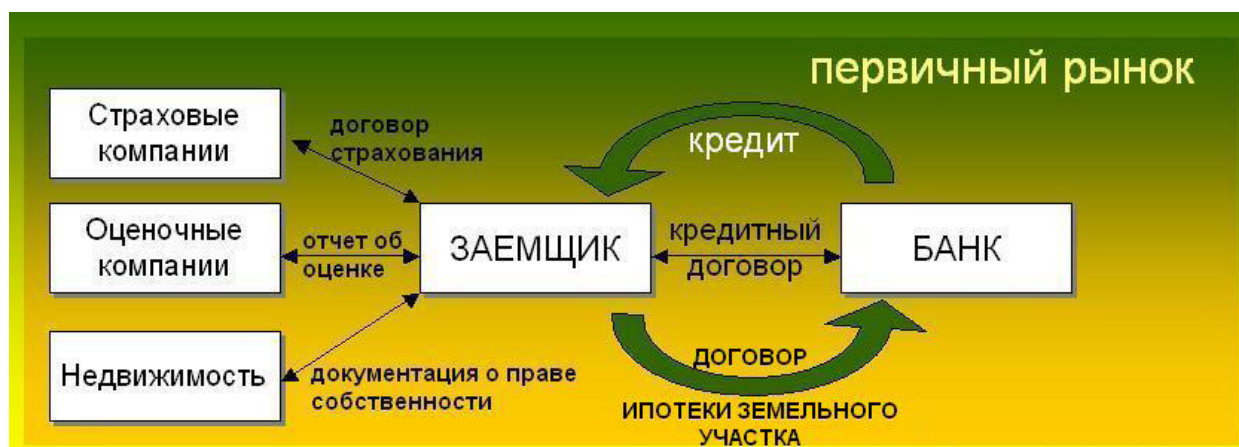 первичный рынок
Страховые
компании
договор
страхования
кредит
Оценочные
компании
отчет об
оценке
ЗАЕМЩИК
кредитный
договор
БАНК
Недвижимость
документация о праве
собственности
ДОГОВОР
ИПОТЕКИ ЗЕМЕЛЬНОГО
УЧАСТКА